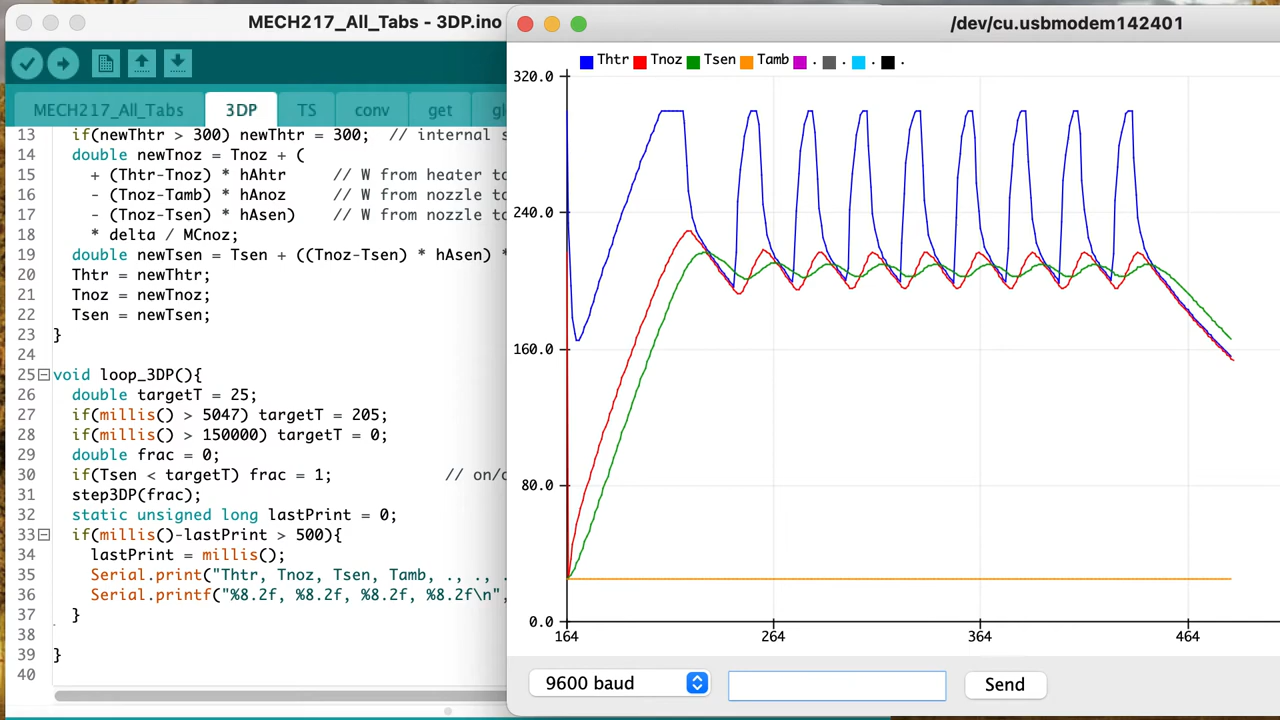 MECH217_All_Tabs - 3DP.ino
MECH217_All_Tabs 3DP TS conv get
13 if(newThtr > 300) newThtr = 300; // internal s
14 double newTnoz = Tnoz + (
15 + (Thtr-Tnoz) * hAhtr // W from heater to
16 - (Tnoz-Tamb) * hAnoz // W from nozzle to
17 - (Tnoz-Tsen) * hAsen) // W from nozzle to
18 * delta / MCnoz;
19 double newTsen = Tsen + ((Tnoz-Tsen) * hAsen) *
20 Thtr = newThtr;
21 Tnoz = newTnoz;
22 Tsen = newTsen;
23 }
24
25 void loop_3DP(){
26 double targetT = 25;
27 if(millis() > 5047) targetT = 205;
28 if(millis() > 150000) targetT = 0;
29 double frac = 0;
30 if(Tsen < targetT) frac = 1; // on/
31 step3DP(frac);
32 static unsigned long lastPrint = 0;
33 if(millis()-lastPrint > 500){
34 lastPrint = millis();
35 Serial.print("Thtr, Tnoz, Tsen, Tamb, ., ., .
36 Serial.printf("%8.2f, %8.2f, %8.2f, %8.2f\n",
37 }
38
39 }
40
/dev/cu.usbmodem142401
Thtr Tnoz Tsen Tamb . . . .
320.0
240.0
160.0
80.0
0.0
164 264 364 464
9600 baud Send